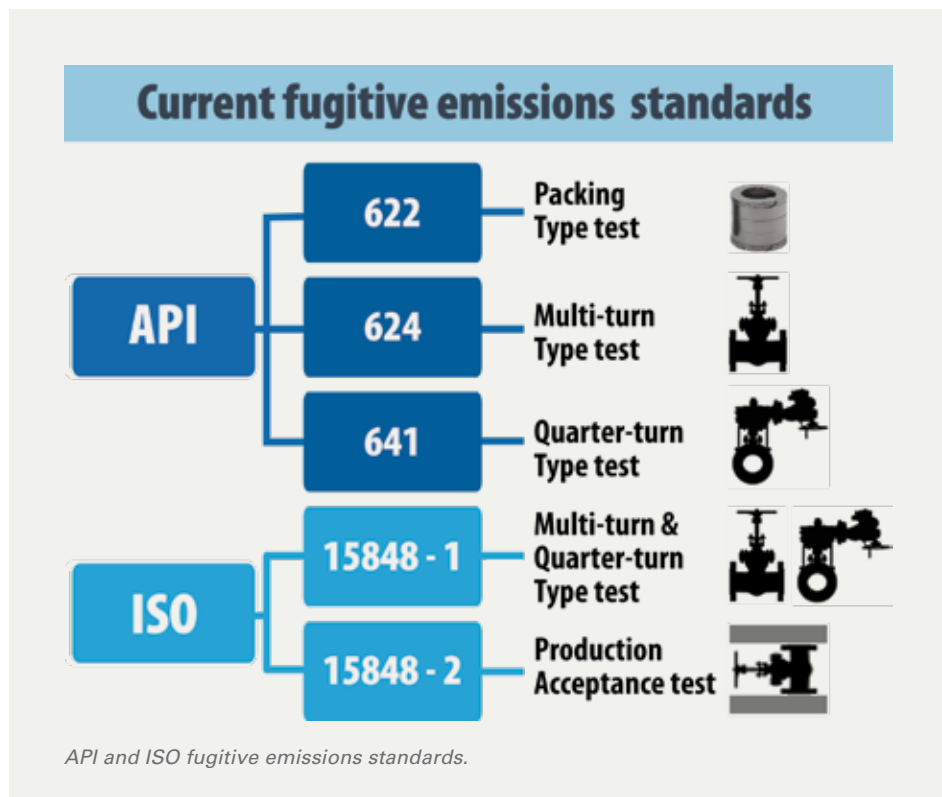 Current fugitive emissions standards
API
622
Packing
Type test
624
Multi-turn
Type test
641
Quarter-turn
Type test
ISO
15848 - 1
Multi-turn &
Quarter-turn
Type test
15848 - 2
Production
Acceptance test
API and ISO fugitive emissions standards.